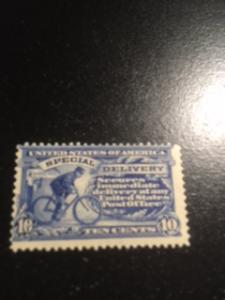 UNITED STATES OF AMERICA
SPECIAL DELIVERY
Secures
immediate
delivery at any
United States
Post Office
10 TEN CENTS 10